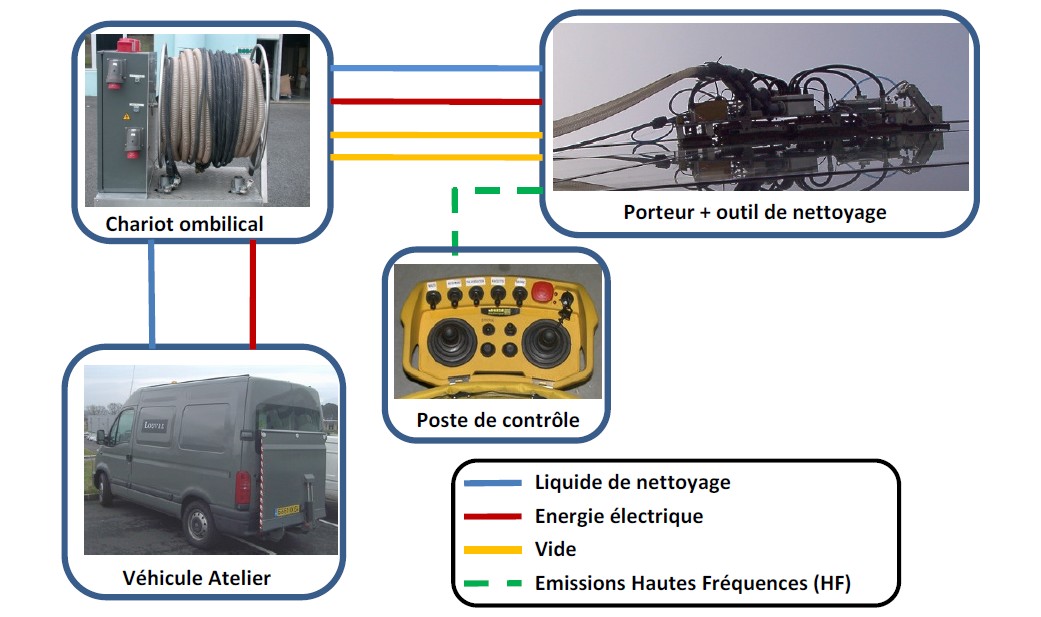 Chariot ombilical
Porteur + outil de nettoyage
Poste de contrôle
LOUVRE
Véhicule Atelier
Liquide de nettoyage
Energie électrique
Vide
Emissions Hautes Fréquences (HF)